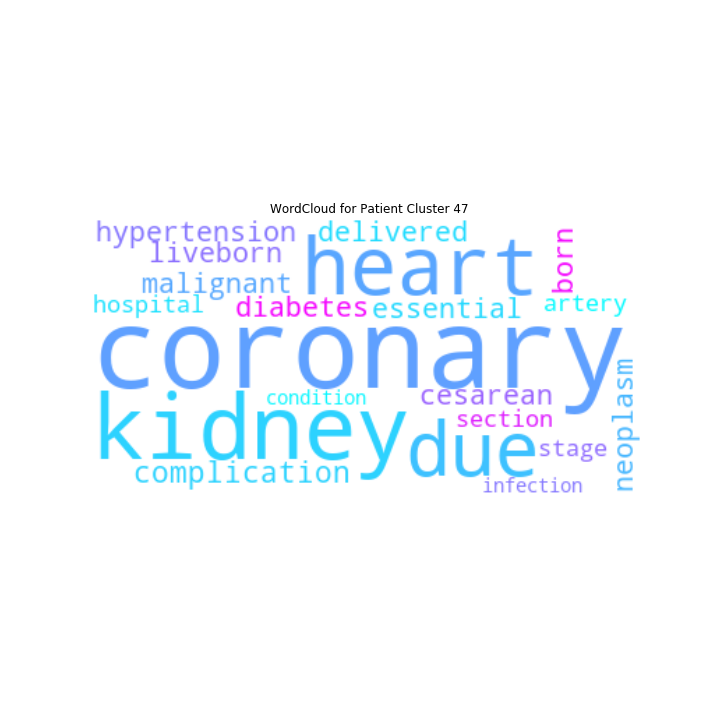 WordCloud for Patient Cluster 47
hypertension
delivered
liveborn
heart
born
malignant
hospital
diabetes
essential
artery
coronary
condition
cesarean
neoplasm
kidney
section
due
stage
complication
infection